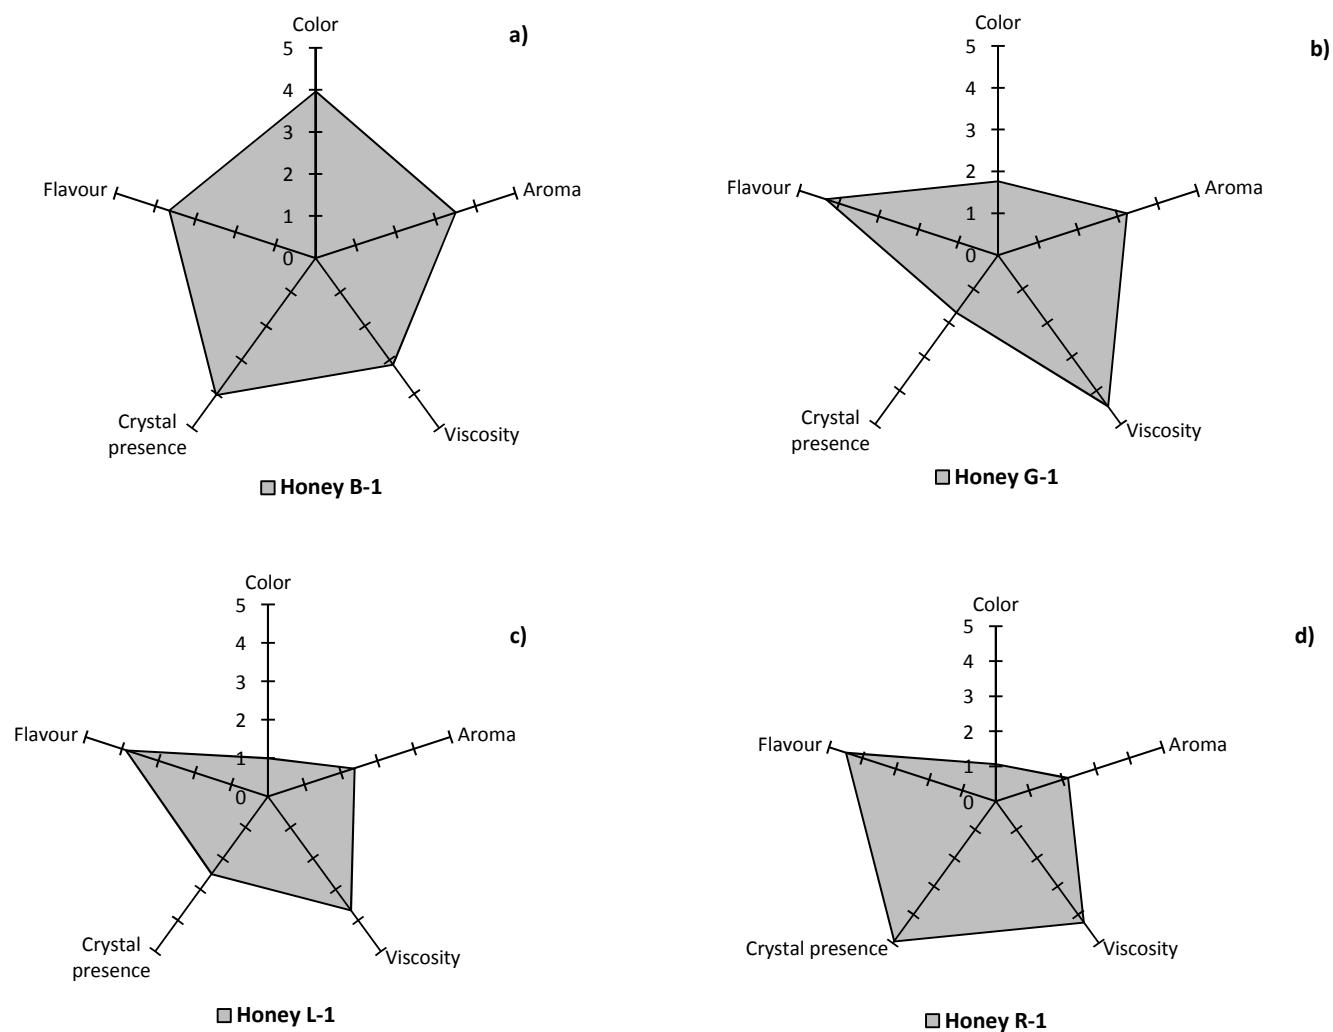 Color
a)
5
4
3
2
1
0
Flavour
Aroma
Crystal
presence
Viscosity
Honey B-1
Color
b)
5
4
3
2
1
0
Flavour
Aroma
Crystal
presence
Viscosity
Honey G-1
Color
c)
5
4
3
2
1
0
Flavour
Aroma
Crystal
presence
Viscosity
Honey L-1
Color
d)
5
4
3
2
1
0
Flavour
Aroma
Crystal presence
Viscosity
Honey R-1